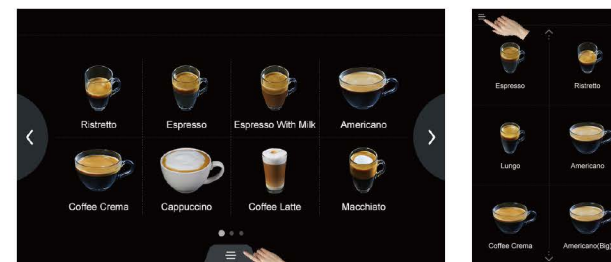 Ristretto
Espresso
Espresso With Milk
Americano
Coffee Crema
Cappuccino
Coffee Latte
Macchiato
Espresso
Ristretto
Lungo
Americano
Coffee Crema
Americano(Big)